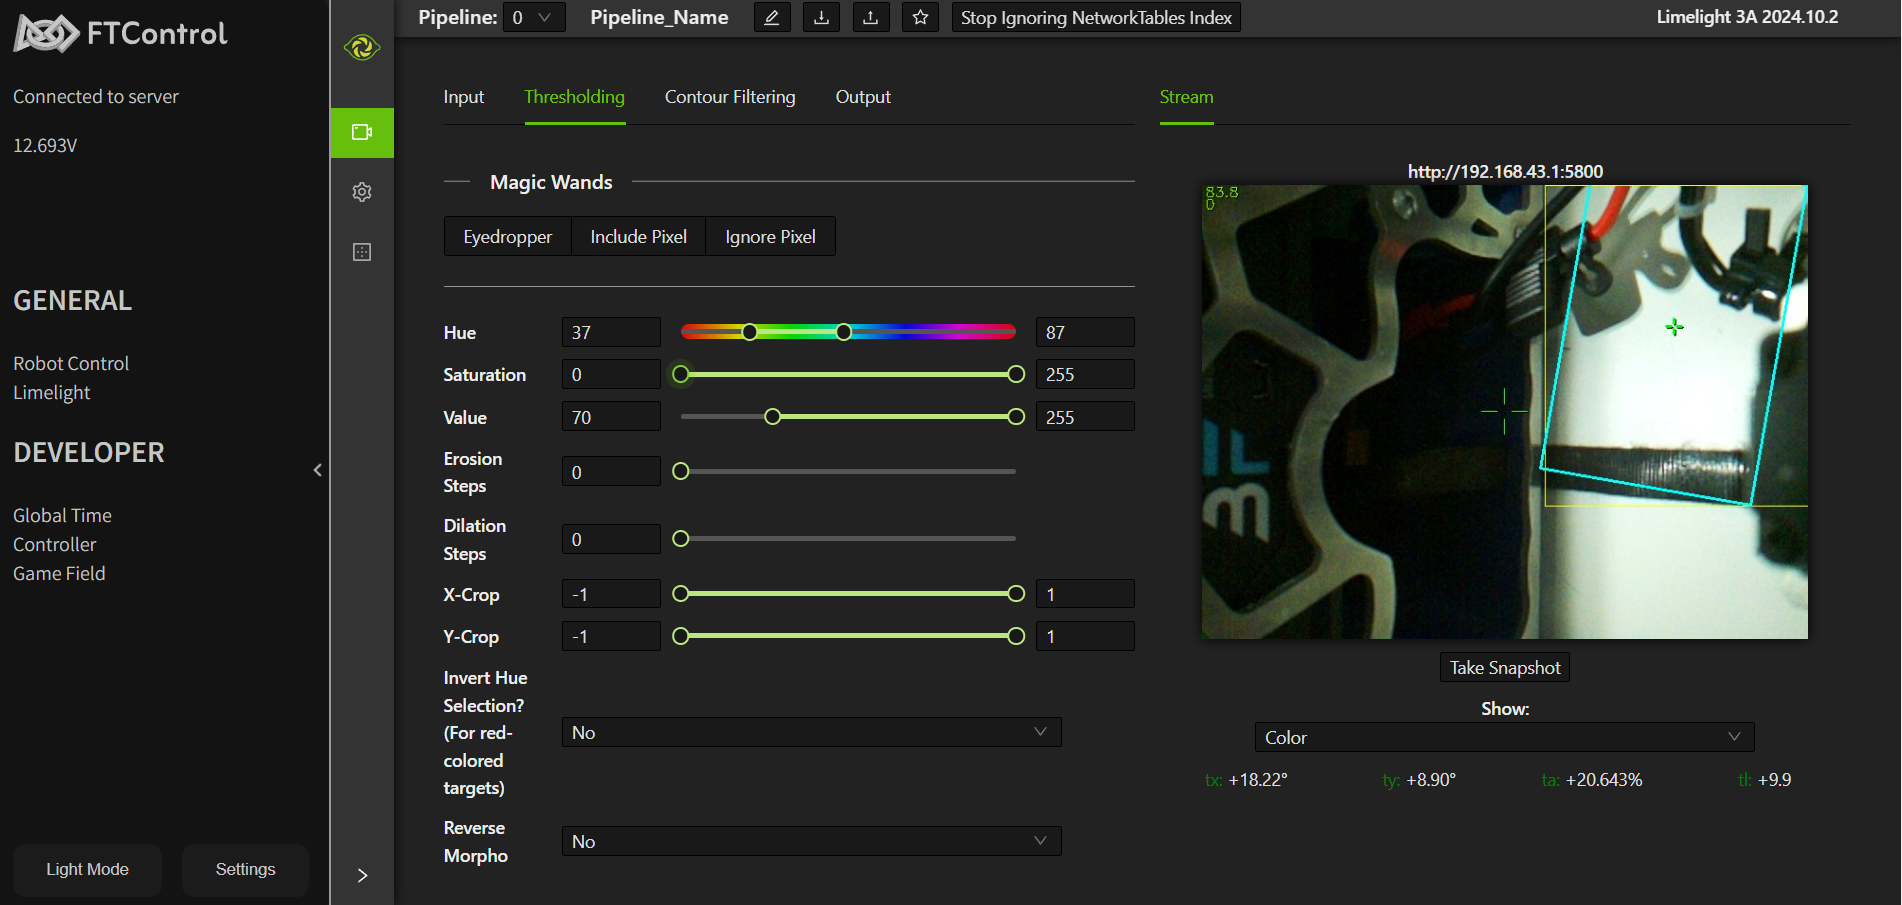 FTControl
Connected to server
12.693V
GENERAL
Robot Control
Limelight
DEVELOPER
Global Time
Controller
Game Field
Light Mode
Settings
Pipeline:
0
Pipeline_Name
Stop Ignoring NetworkTables Index
Limelight 3A 2024.10.2
Input
Thresholding
Contour Filtering
Output
Magic Wands
Eyedropper
Include Pixel
Ignore Pixel
Hue
37
87
Saturation
0
255
Value
70
255
Erosion
Steps
0
Dilation
Steps
0
X-Crop
-1
1
Y-Crop
-1
1
Invert Hue
Selection?
(For red-
colored
targets)
No
Reverse
Morpho
No
Stream
http://192.168.43.1:5800
83.8
0
Take Snapshot
Show:
Color
tx: +18.22°
ty: +8.90°
ta: +20.643%
tl: +9.9